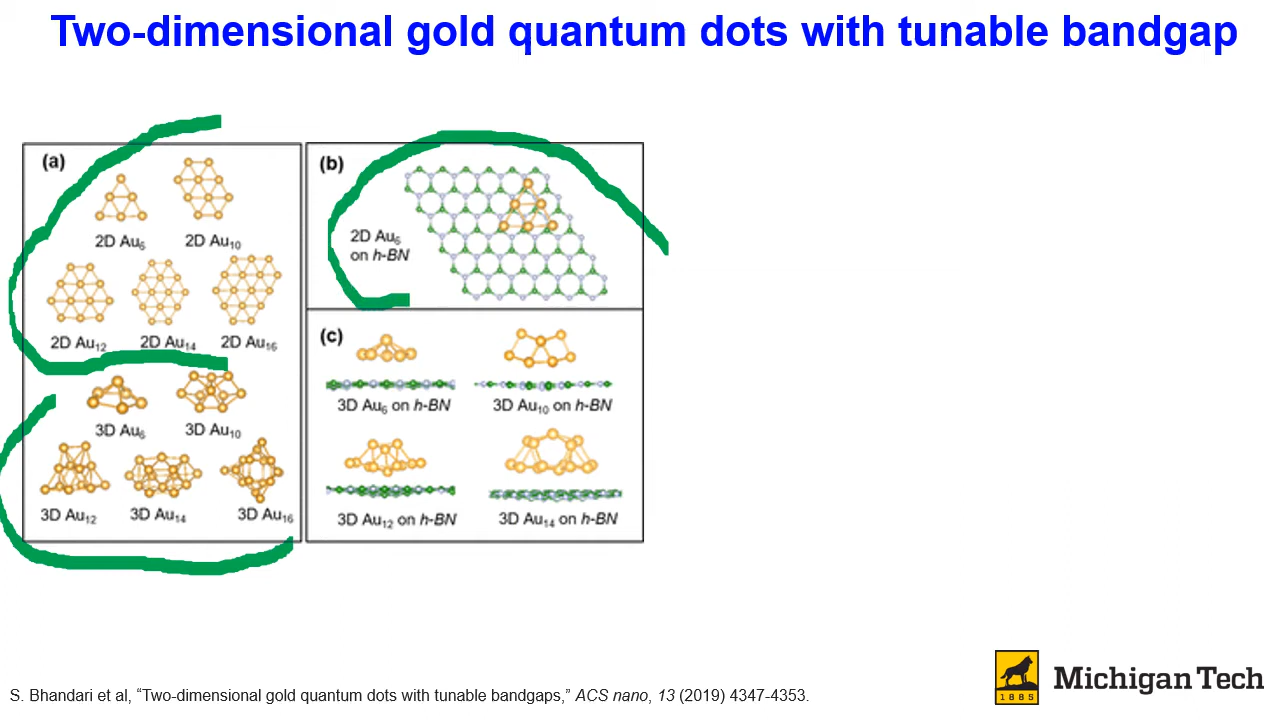 Two-dimensional gold quantum dots with tunable bandgap
(a)
2D Au6
2D Au10
2D Au12
2D Au14
2D Au16
3D Au6
3D Au10
3D Au12
3D Au14
3D Au16
(b)
2D Au6
on h-BN
(c)
3D Au6 on h-BN
3D Au10 on h-BN
3D Au12 on h-BN
3D Au14 on h-BN
1885
Michigan Tech
S. Bhandari et al, “Two-dimensional gold quantum dots with tunable bandgaps,” ACS nano, 13 (2019) 4347-4353.